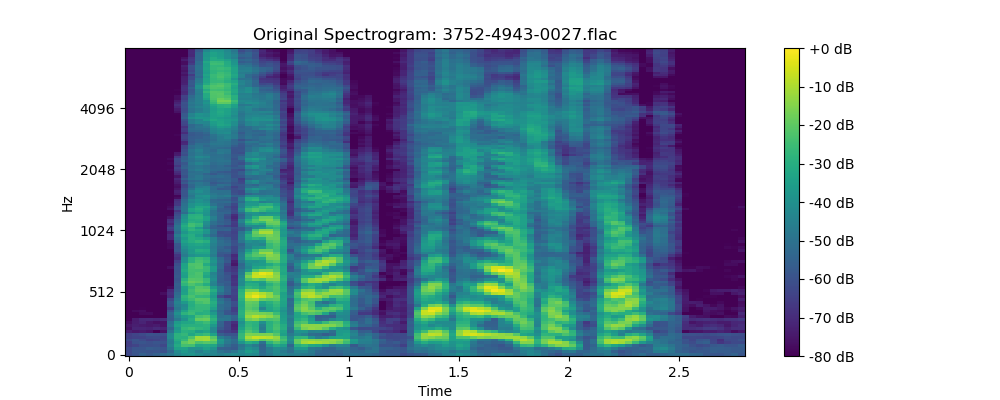 Original Spectrogram: 3752-4943-0027.flac
+0 dB
-10 dB
4096
-20 dB
-30 dB
2048
Hz
-40 dB
1024
-50 dB
-60 dB
512
-70 dB
0
-80 dB
0
0.5
1
1.5
2
2.5
Time